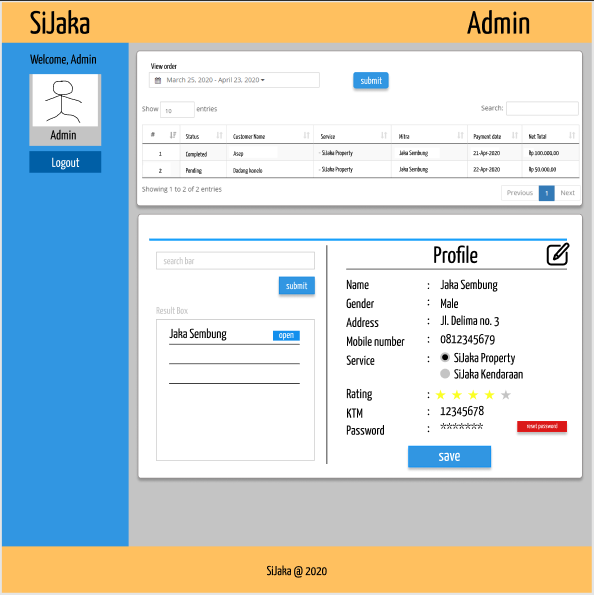 SiJaka Admin
Welcome, Admin
Admin
Logout
View order
March 25, 2020 - April 23, 2020
submit
Show 10 entries Search:
# Status Customer Name Service Mitra Payment date Net Total
1 Completed Asep - SiJaka Property Jaka Sembung 21-Apr-2020 Rp 100.000,00
2 Pending Dadang konelo - SiJaka Property Jaka Sembung 22-Apr-2020 Rp 50.000,00
Showing 1 to 2 of 2 entries
Previous 1 Next
search bar
submit
Result Box
Jaka Sembung open
Profile
Name : Jaka Sembung
Gender : Male
Address : Jl. Delima no. 3
Mobile number : 0812345679
Service : SiJaka Property
SiJaka Kendaraan
Rating :
KTM : 12345678
Password : *******
reset password
save
SiJaka @ 2020